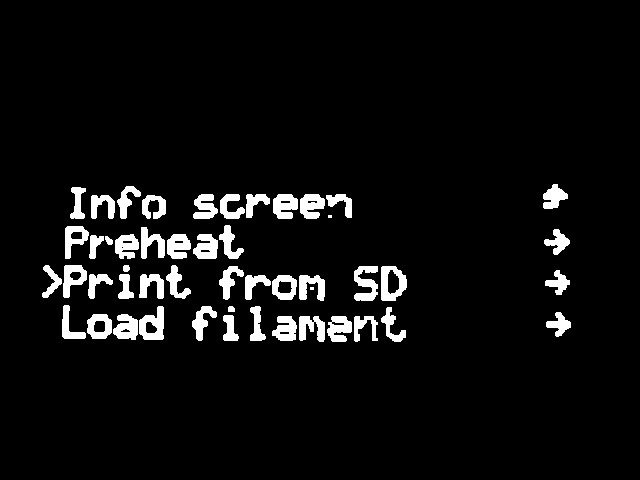 Info screen →
Preheat →
>Print from SD →
Load filament →